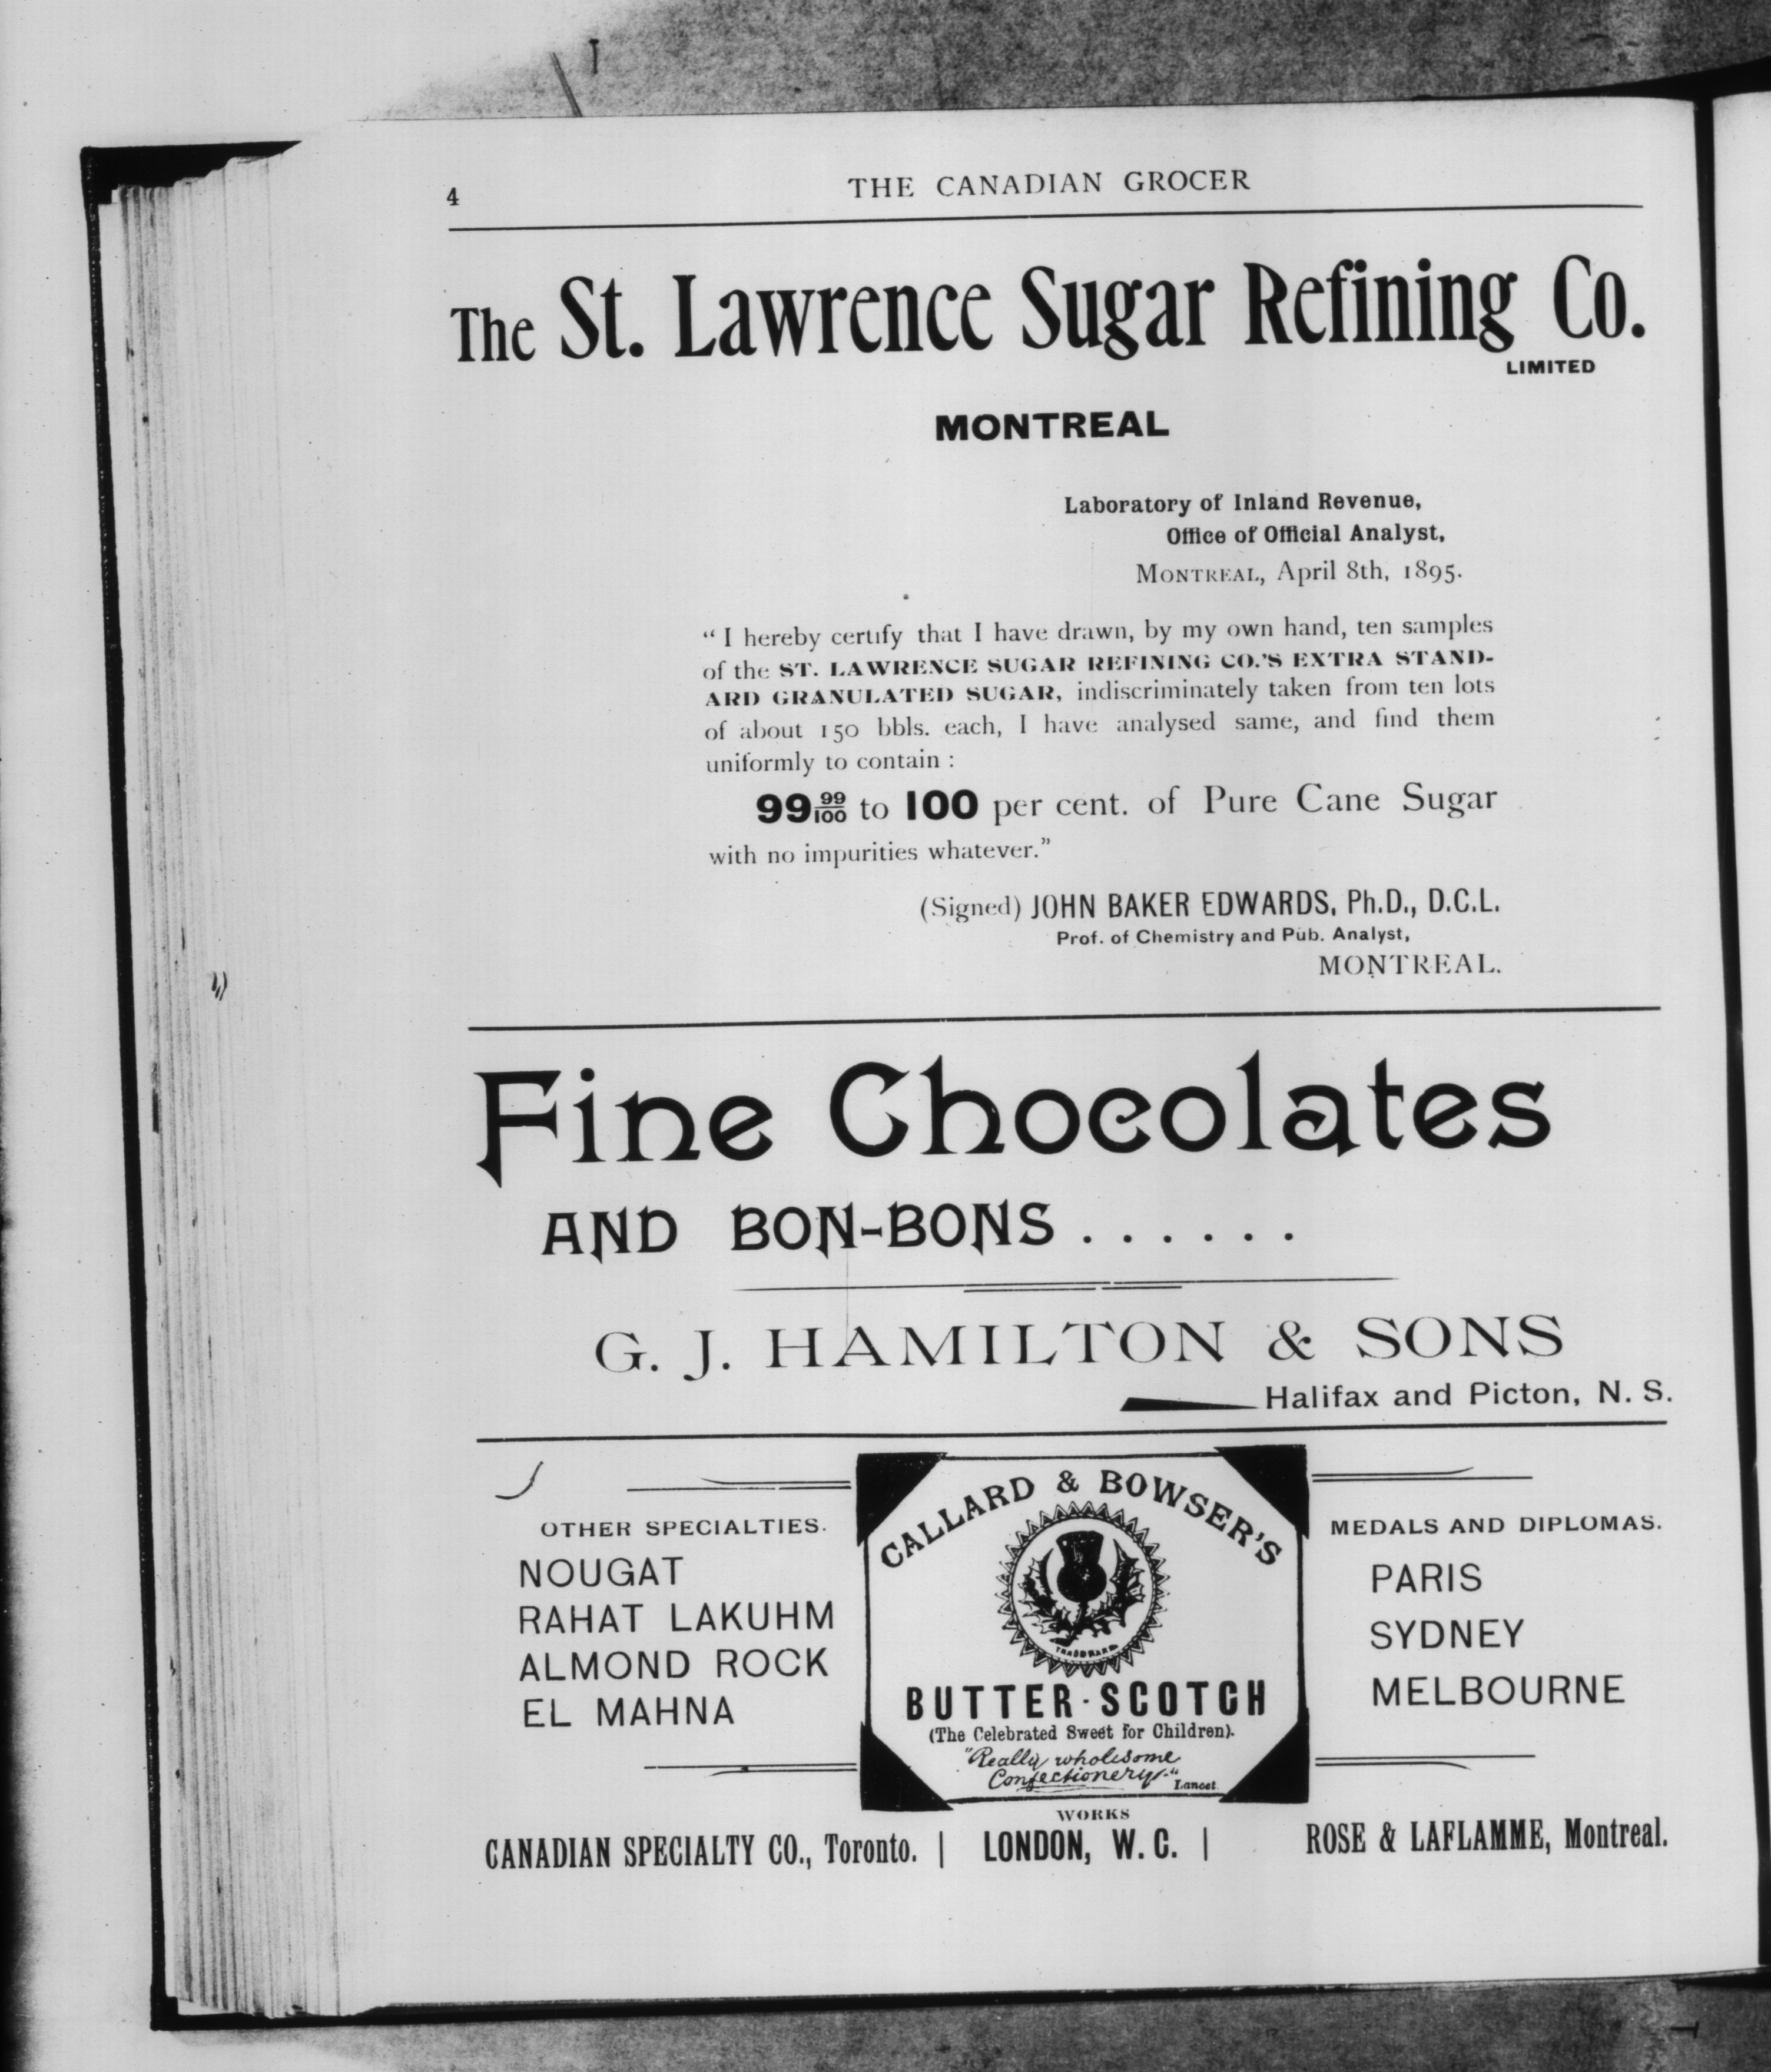 4
THE CANADIAN GROCER
The St. Lawrence Sugar Refining Co.
LIMITED
MONTREAL
Laboratory of Inland Revenue,
Office of Official Analyst,
MONTREAL, April 8th, 1895.
“ I hereby certify that I have drawn, by my own hand, ten samples
of the ST. LAWRENCE SUGAR REFINING CO.'S EXTRA STAND-
ARD GRANULATED SUGAR, indiscriminately taken from ten lots
of about 150 bbls. each, I have analysed same, and find them
uniformly to contain :
99 99/100 to 100 per cent. of Pure Cane Sugar
with no impurities whatever.”
(Signed) JOHN BAKER EDWARDS, Ph.D., D.C.L.
Prof. of Chemistry and Pub. Analyst,
MONTREAL.
Fine Chocolates
AND BON-BONS . . . . . .
G. J. HAMILTON & SONS
Halifax and Picton, N. S.
OTHER SPECIALTIES.
NOUGAT
RAHAT LAKUHM
ALMOND ROCK
EL MAHNA
CALLARD & BOWSER'S
TRADE MARK
BUTTER-SCOTCH
(The Celebrated Sweet for Children).
"Really wholesome
Confectionery."
Lancet
MEDALS AND DIPLOMAS.
PARIS
SYDNEY
MELBOURNE
WORKS
CANADIAN SPECIALTY CO., Toronto. | LONDON, W. C. | ROSE & LAFLAMME, Montreal.